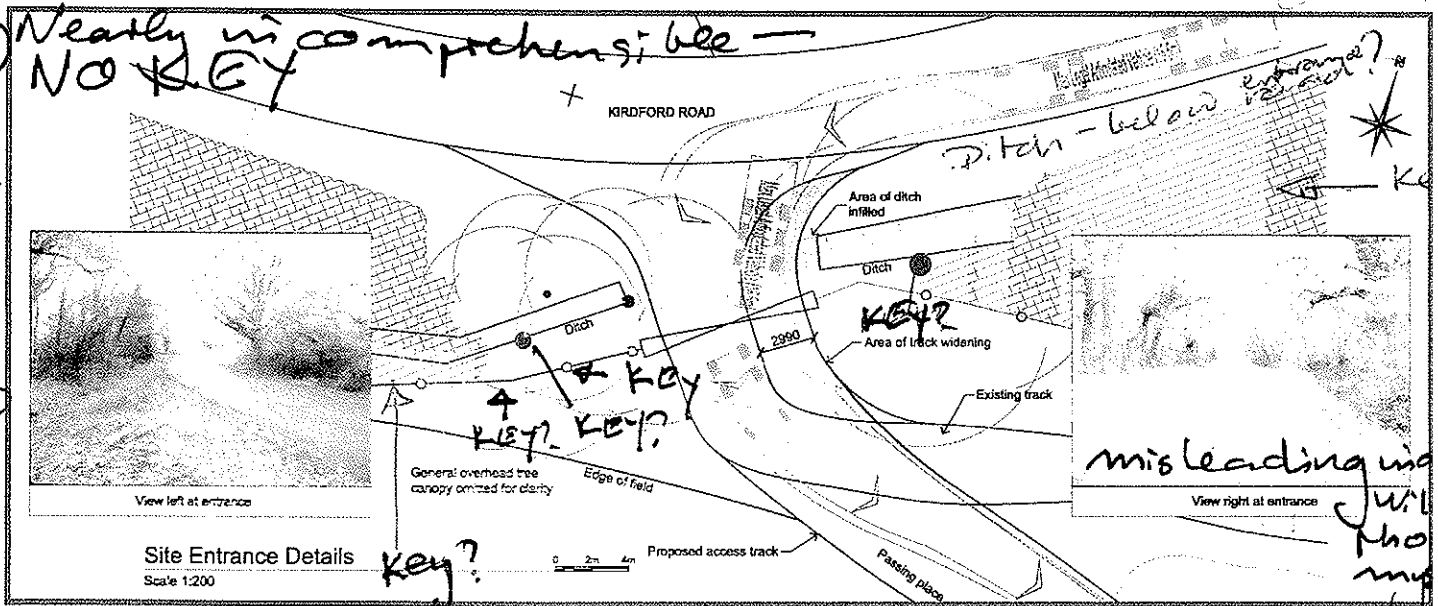 Nearly incomprehensible —
NO KEY
KIRDFORD ROAD
N
Ditch - below entrance?
Area of ditch
infilled
Ditch
KEY?
Area of track widening
2990
Existing track
Ditch
KEY
KEY?
KEY?
General overhead tree
canopy omitted for clarity
Edge of field
View left at entrance
misleading
View right at entrance
Site Entrance Details
Scale 1:200
Key?
0 2m 4m
Proposed access track
Passing place